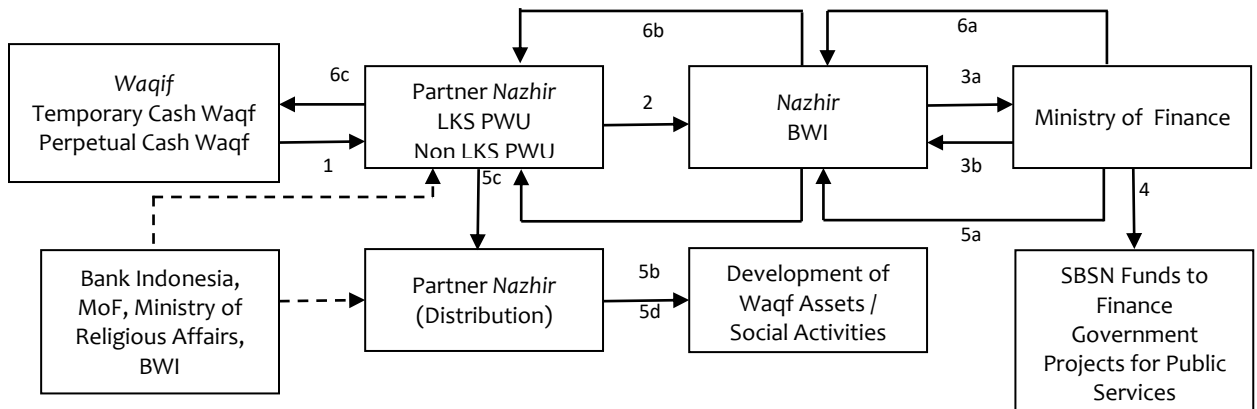 6b
6a
Waqif
Temporary Cash Waqf
Perpetual Cash Waqf
6c
1
Partner Nazhir
LKS PWU
Non LKS PWU
2
Nazhir
BWI
3a
3b
Ministry of Finance
5c
5a
4
Bank Indonesia,
MoF, Ministry of
Religious Affairs,
BWI
Partner Nazhir
(Distribution)
5b
5d
Development of
Waqf Assets /
Social Activities
SBSN Funds to
Finance
Government
Projects for Public
Services